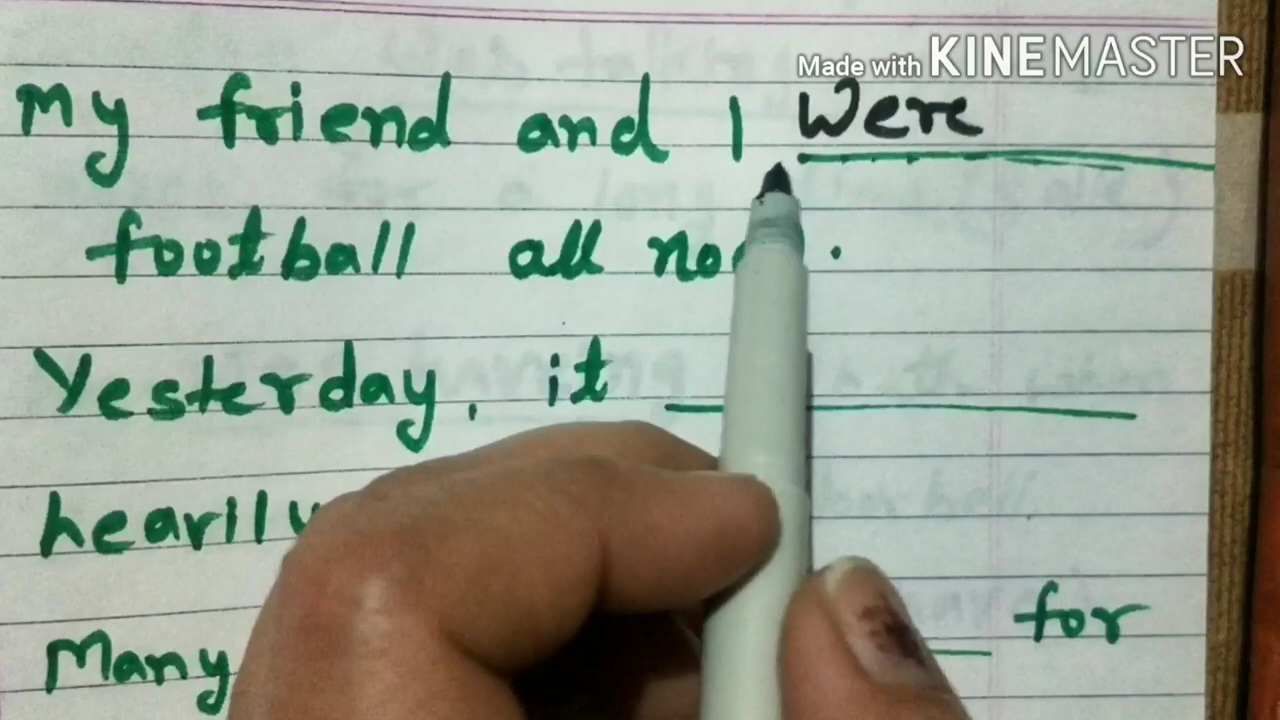 Made with KINEMASTER
My friend and I Were
football all
Yesterday, it
Many for